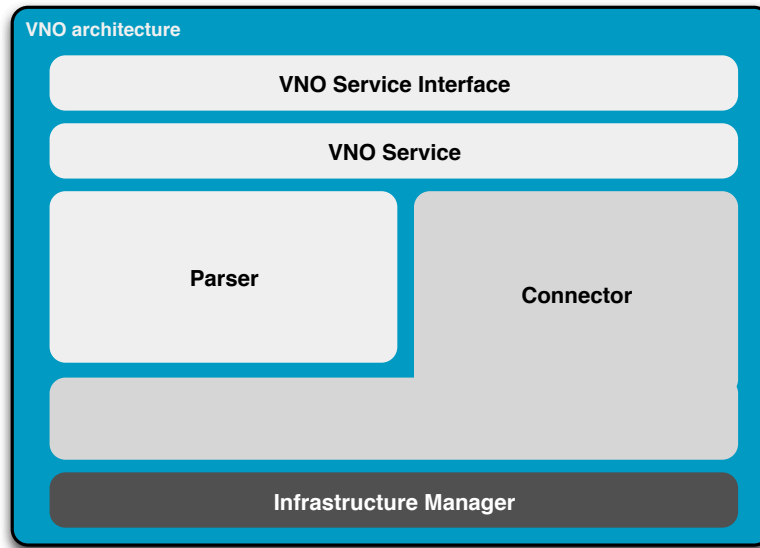 VNO architecture
VNO Service Interface
VNO Service
Parser
Connector
Infrastructure Manager